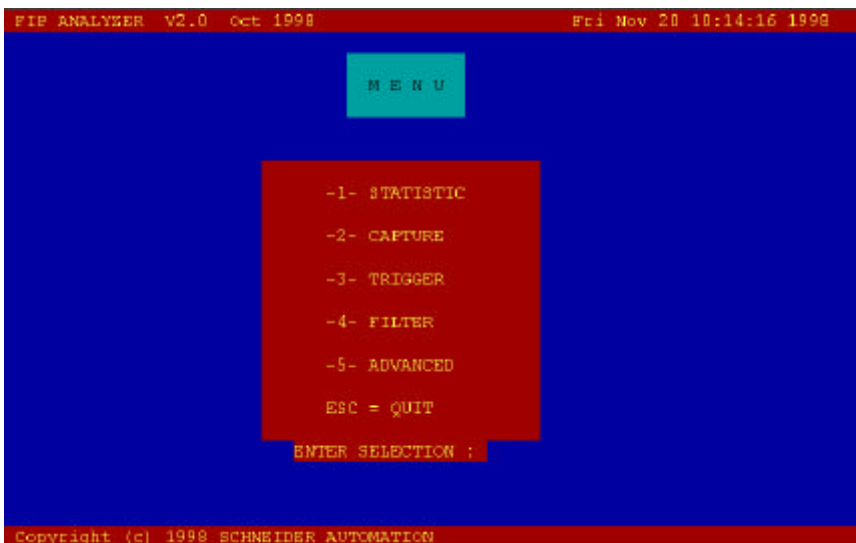 FIP ANALYZER V2.0 Oct 1998 Fri Nov 20 10:14:16 1998
M E N U
-1- STATISTIC
-2- CAPTURE
-3- TRIGGER
-4- FILTER
-5- ADVANCED
ESC = QUIT
ENTER SELECTION :
Copyright (c) 1998 SCHNEIDER AUTOMATION